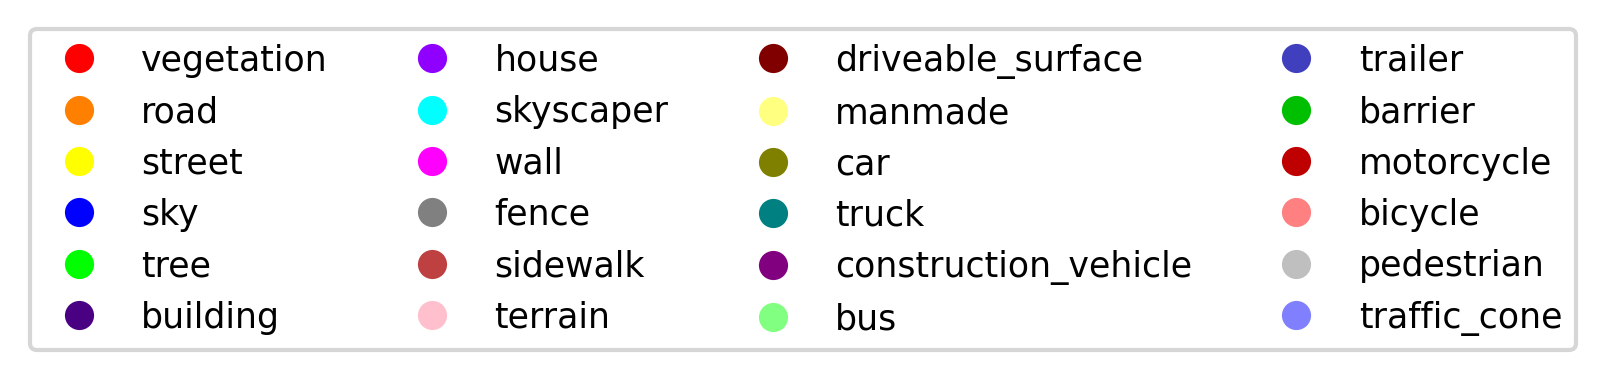 vegetation
road
street
sky
tree
building
house
skyscaper
wall
fence
sidewalk
terrain
driveable_surface
manmade
car
truck
construction_vehicle
bus
trailer
barrier
motorcycle
bicycle
pedestrian
traffic_cone